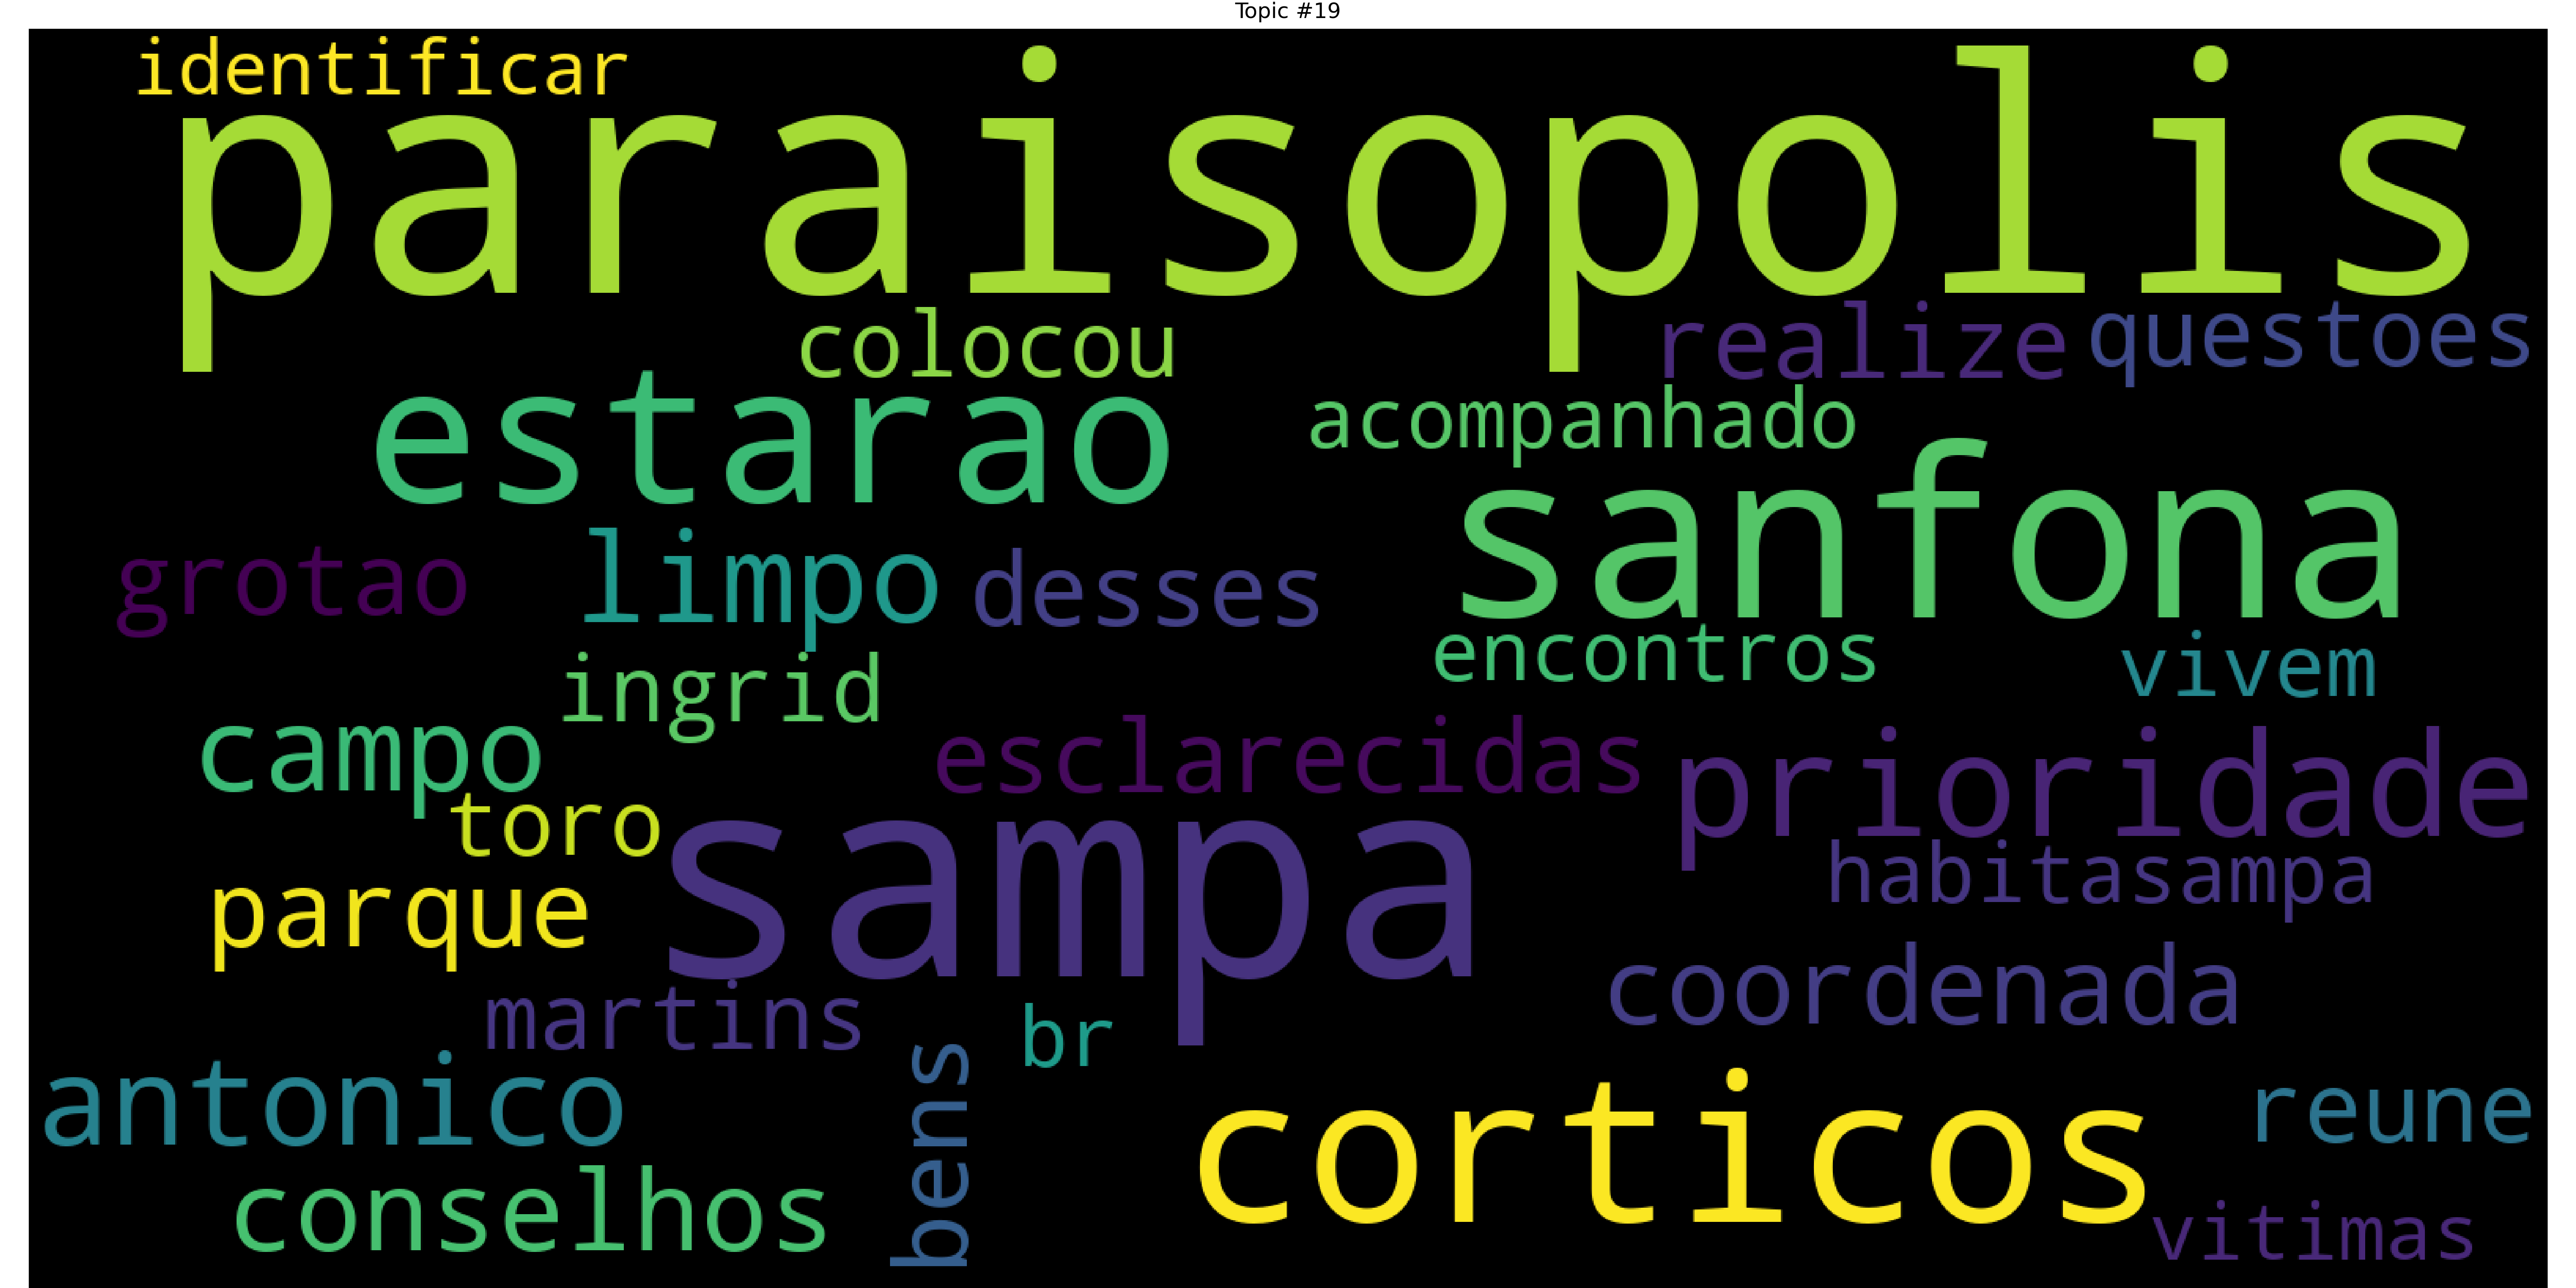 Topic #19
identificar
paraisopolis
colocou
realize
questoes
estarao
acompanhado
sanfona
grotao
limpo
desses
encontros
vivem
ingrid
campo
esclarecidas
prioridade
toro
sampa
habitasampa
parque
coordenada
martins
br
antonico
bens
corticos
reune
conselhos
vitimas